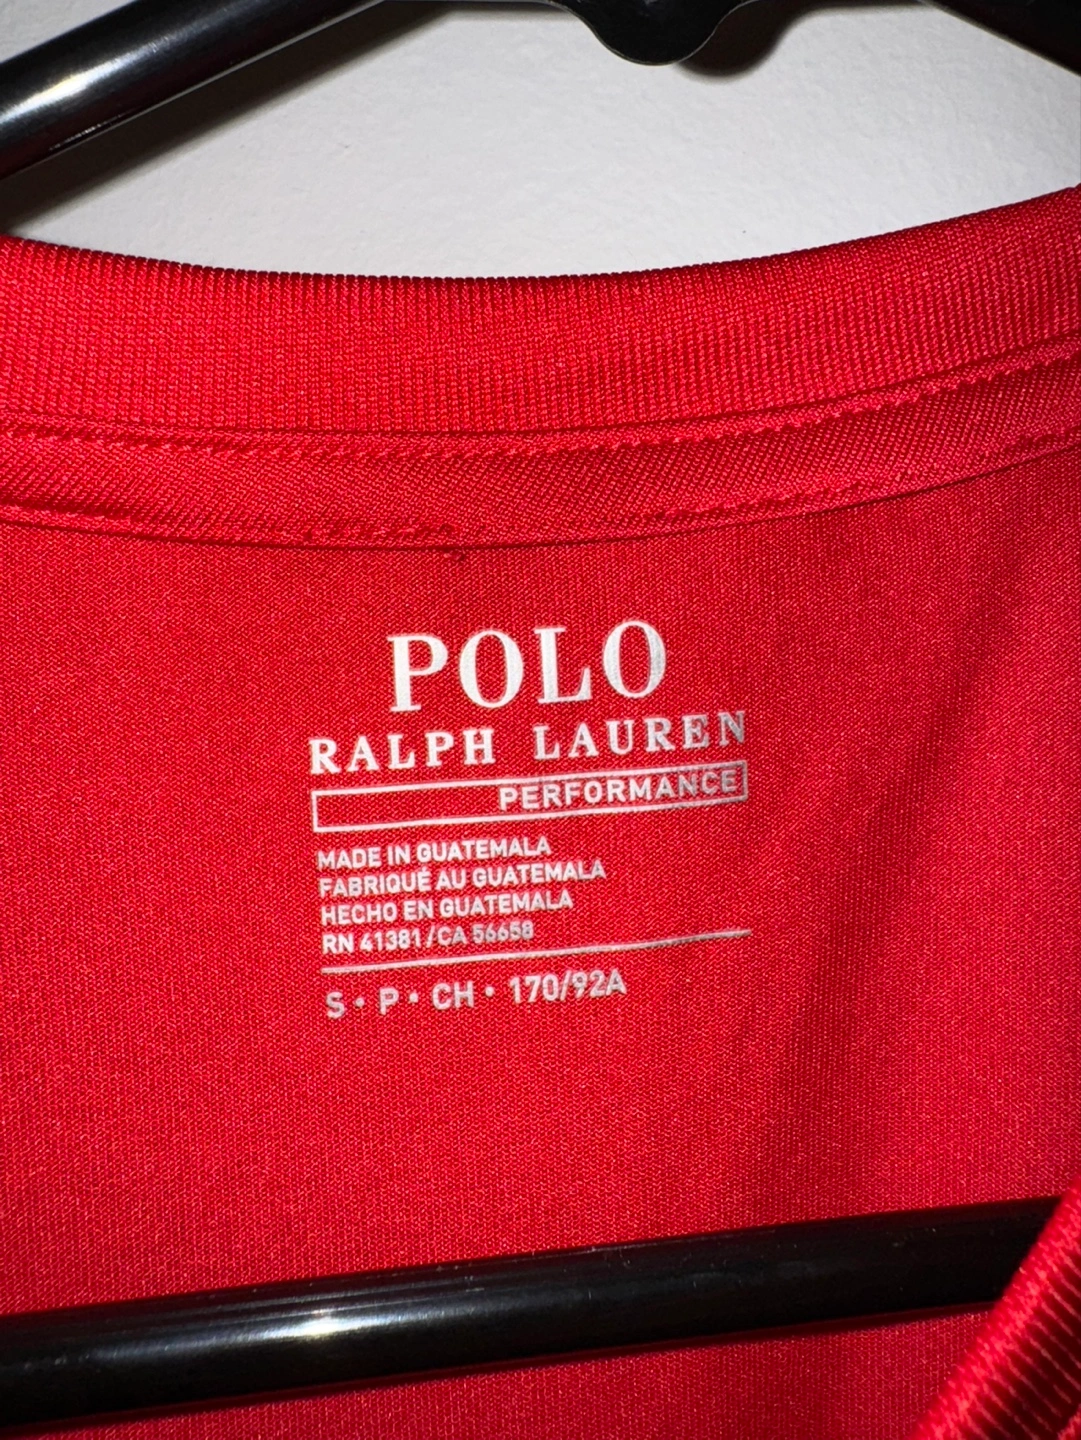 POLO
RALPH LAUREN
PERFORMANCE
MADE IN GUATEMALA
FABRIQUÉ AU GUATEMALA
HECHO EN GUATEMALA
RN 41381/CA 56658
S • P • CH • 170/92A